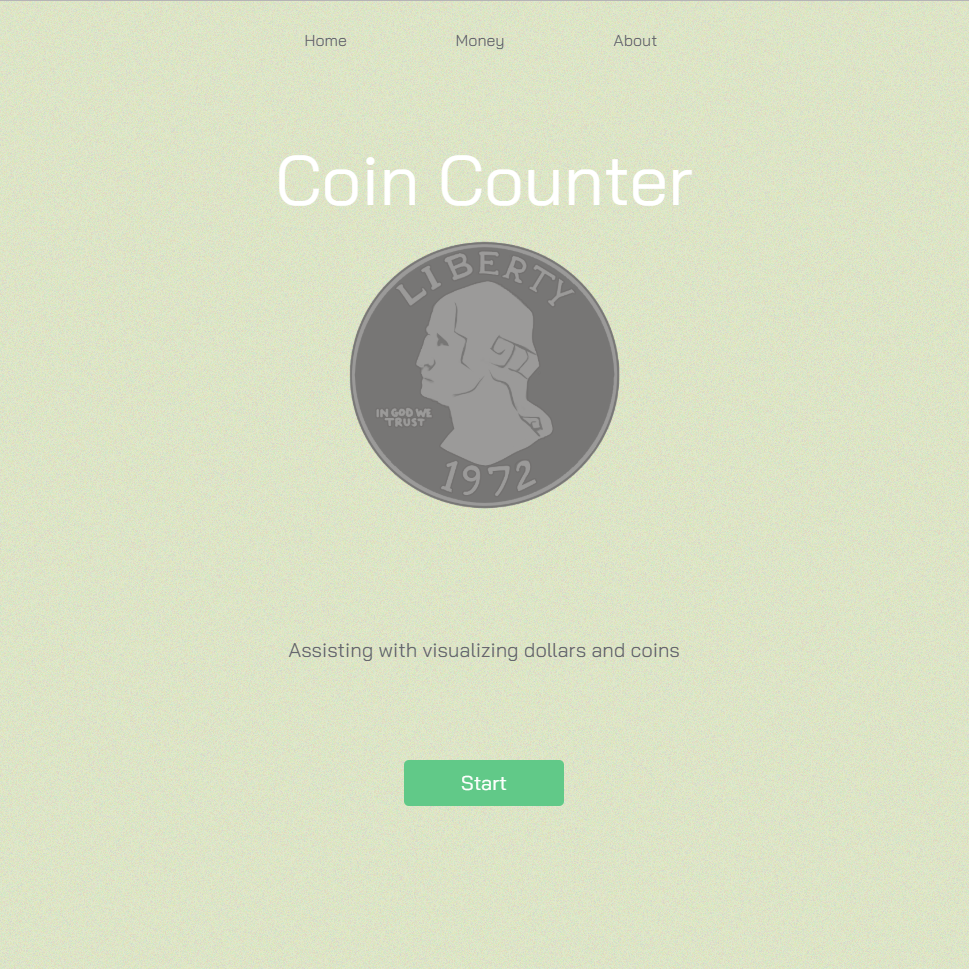 Home Money About
Coin Counter
LIBERTY
IN GOD WE
TRUST
1972
Assisting with visualizing dollars and coins
Start